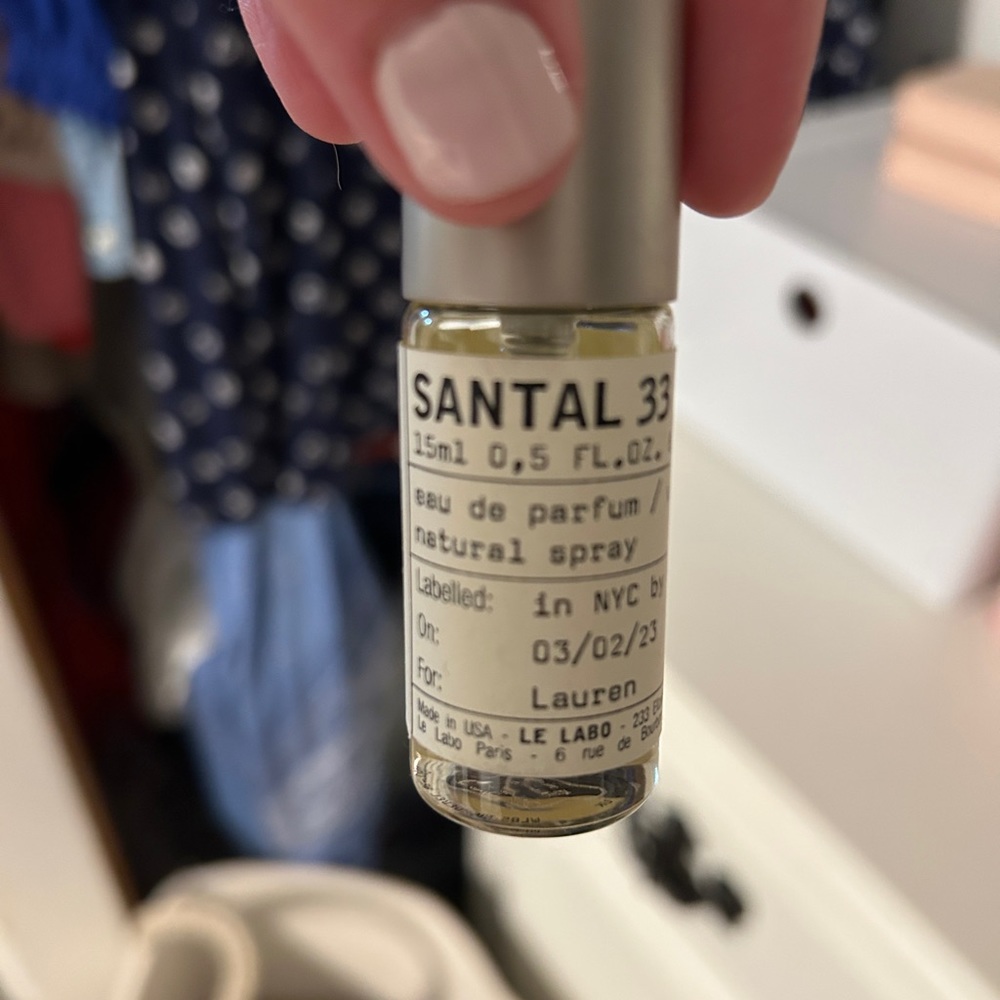 SANTAL 33
15ml 0,5 FL.OZ.
eau de parfum /
natural spray
Labelled: in NYC by
On: 03/02/23
For: Lauren
Made in USA - LE LABO - 233
Le Labo Paris - 6 rue de